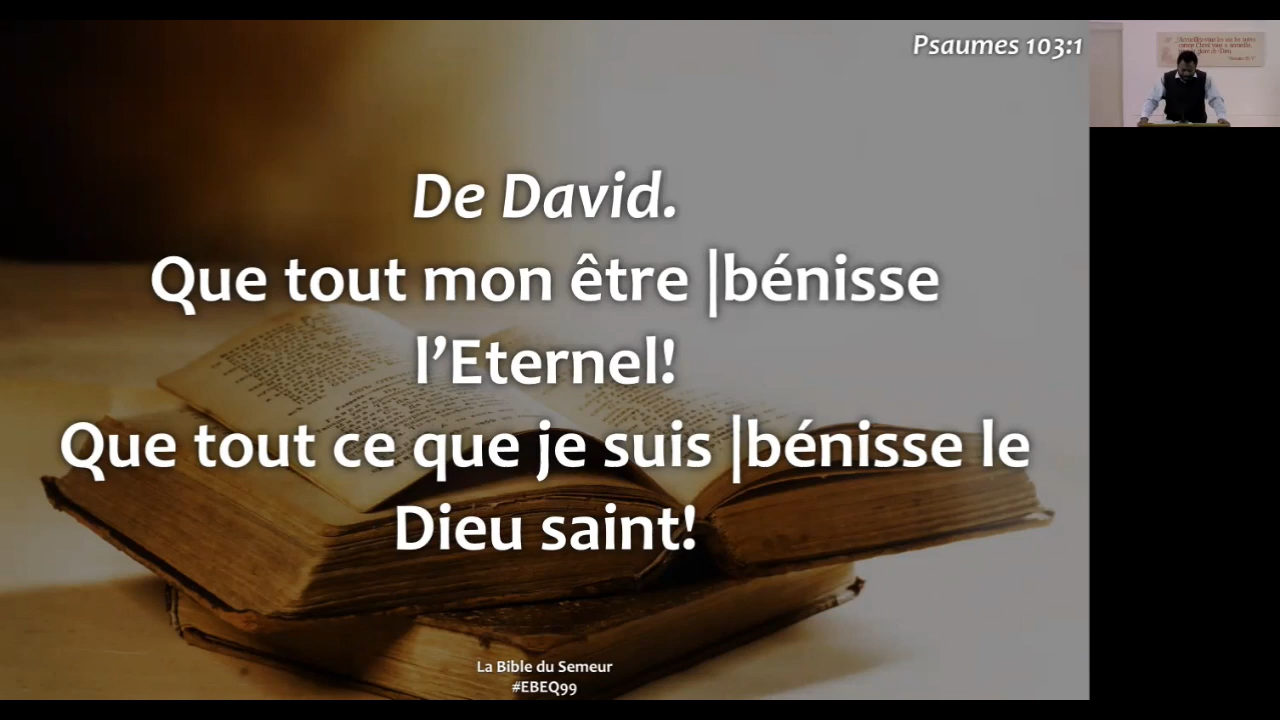 Psaumes 103:1
De David.
Que tout mon être |bénisse
l’Eternel!
Que tout ce que je suis |bénisse le
Dieu saint!
La Bible du Semeur
#EBEQ99